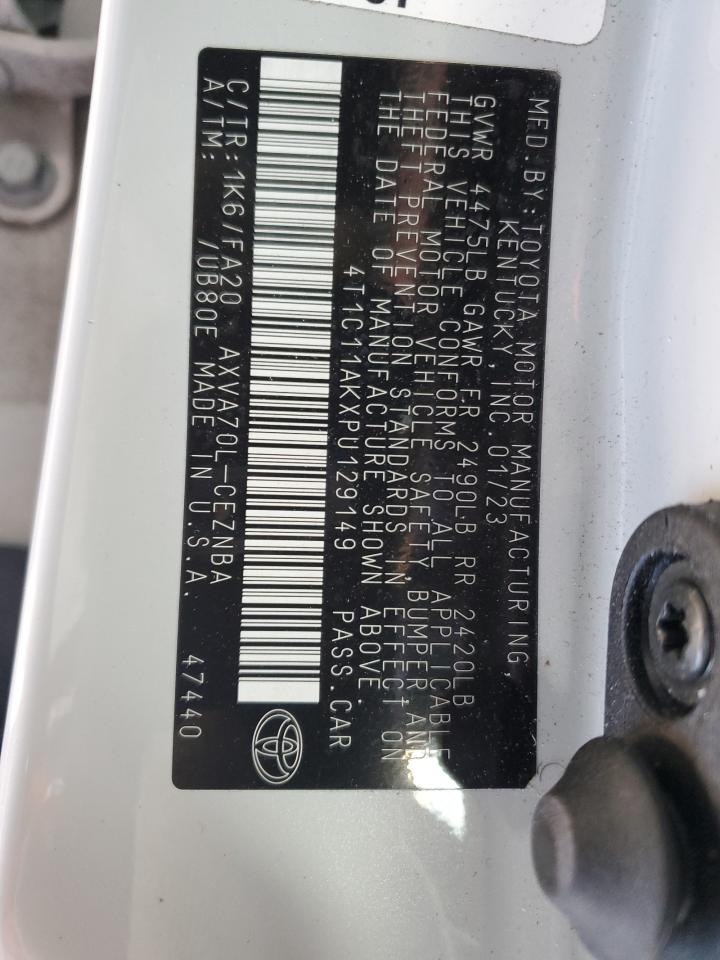 MFD.BY:TOYOTA MOTOR MANUFACTURING,
KENTUCKY,INC.01/23
GVWR 4475LB GAWR FR 2490LB RR 2420LB
THIS VEHICLE CONFORMS TO ALL APPLICABLE
FEDERAL MOTOR VEHICLE SAFETY,BUMPER,AND
THEFT PREVENTION STANDARDS IN EFFECT ON
THE DATE OF MANUFACTURE SHOWN ABOVE.
4T1C11AKXPU129149 PASS.CAR
C/TR:1K6/FA20 AXVA70L-CEZNBA
A/TM: /UB80E MADE IN U.S.A. 47440